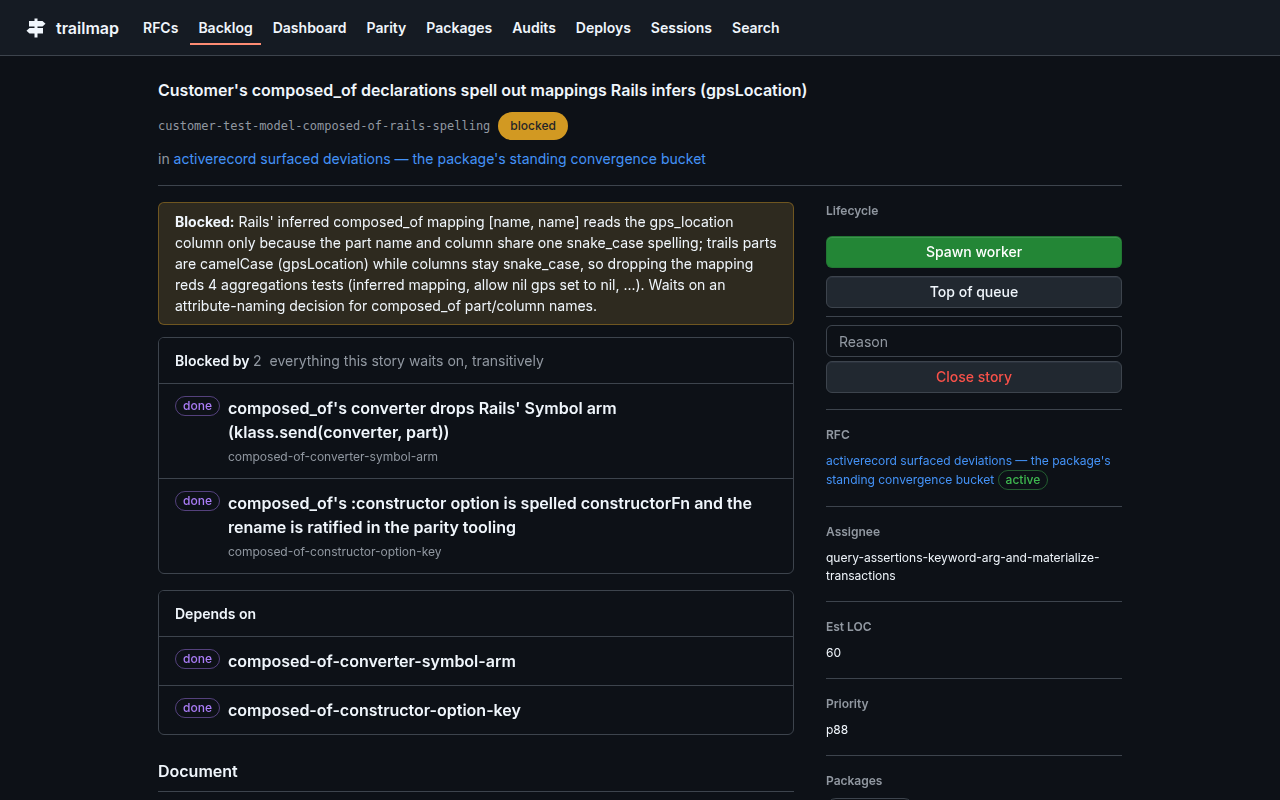 trailmap RFCs Backlog Dashboard Parity Packages Audits Deploys Sessions Search
Customer's composed_of declarations spell out mappings Rails infers (gpsLocation)
customer-test-model-composed-of-rails-spelling blocked
in activerecord surfaced deviations — the package's standing convergence bucket
Blocked: Rails' inferred composed_of mapping [name, name] reads the gps_location
column only because the part name and column share one snake_case spelling; trails parts
are camelCase (gpsLocation) while columns stay snake_case, so dropping the mapping
reds 4 aggregations tests (inferred mapping, allow nil gps set to nil, ...). Waits on an
attribute-naming decision for composed_of part/column names.
Blocked by 2 everything this story waits on, transitively
done composed_of's converter drops Rails' Symbol arm
(klass.send(converter, part))
composed-of-converter-symbol-arm
done composed_of's :constructor option is spelled constructorFn and the
rename is ratified in the parity tooling
composed-of-constructor-option-key
Depends on
done composed-of-converter-symbol-arm
done composed-of-constructor-option-key
Document
Lifecycle
Spawn worker
Top of queue
Reason
Close story
RFC
activerecord surfaced deviations — the package's
standing convergence bucket active
Assignee
query-assertions-keyword-arg-and-materialize-
transactions
Est LOC
60
Priority
p88
Packages